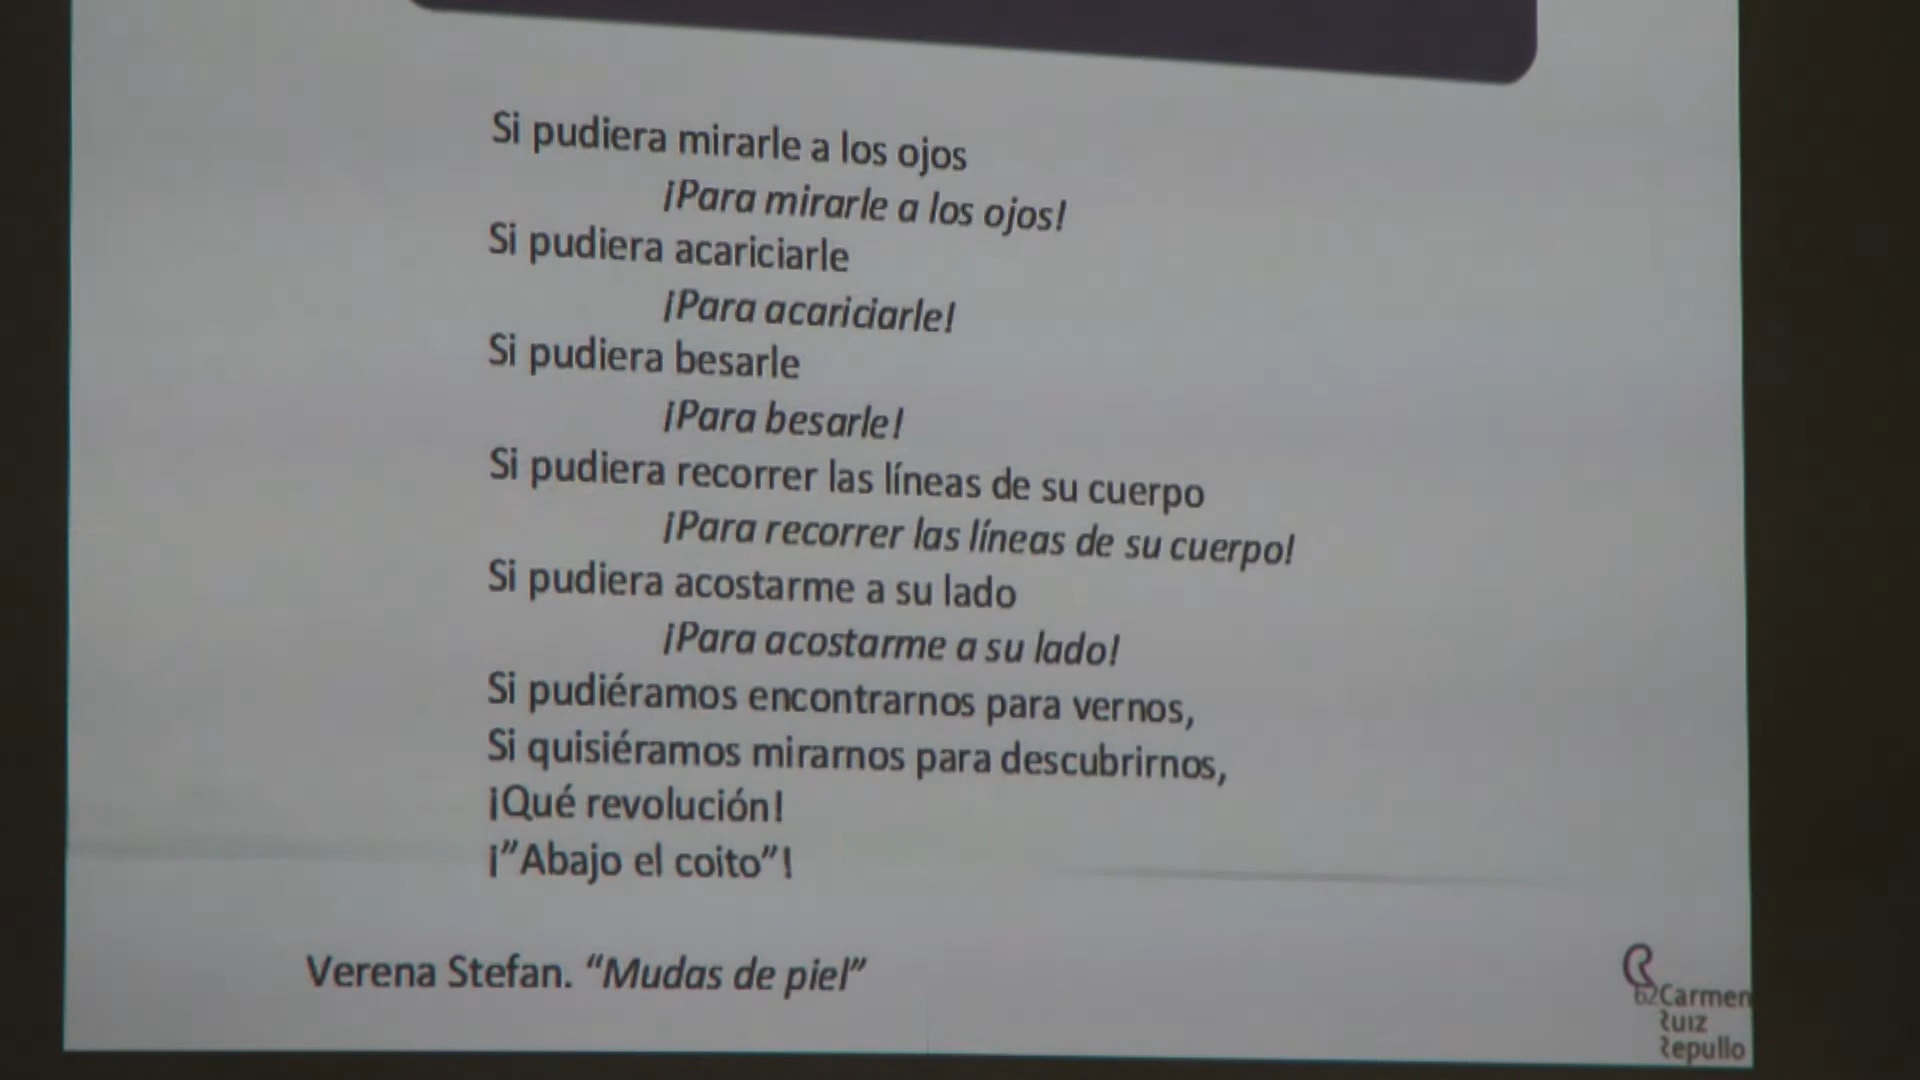 Si pudiera mirarle a los ojos
¡Para mirarle a los ojos!
Si pudiera acariciarle
¡Para acariciarle!
Si pudiera besarle
¡Para besarle!
Si pudiera recorrer las líneas de su cuerpo
¡Para recorrer las líneas de su cuerpo!
Si pudiera acostarme a su lado
¡Para acostarme a su lado!
Si pudiéramos encontrarnos para vernos,
Si quisiéramos mirarnos para descubrirnos,
¡Qué revolución!
¡"Abajo el coito"!
Verena Stefan. "Mudas de piel"
62
Carmen
Ruiz
Repullo